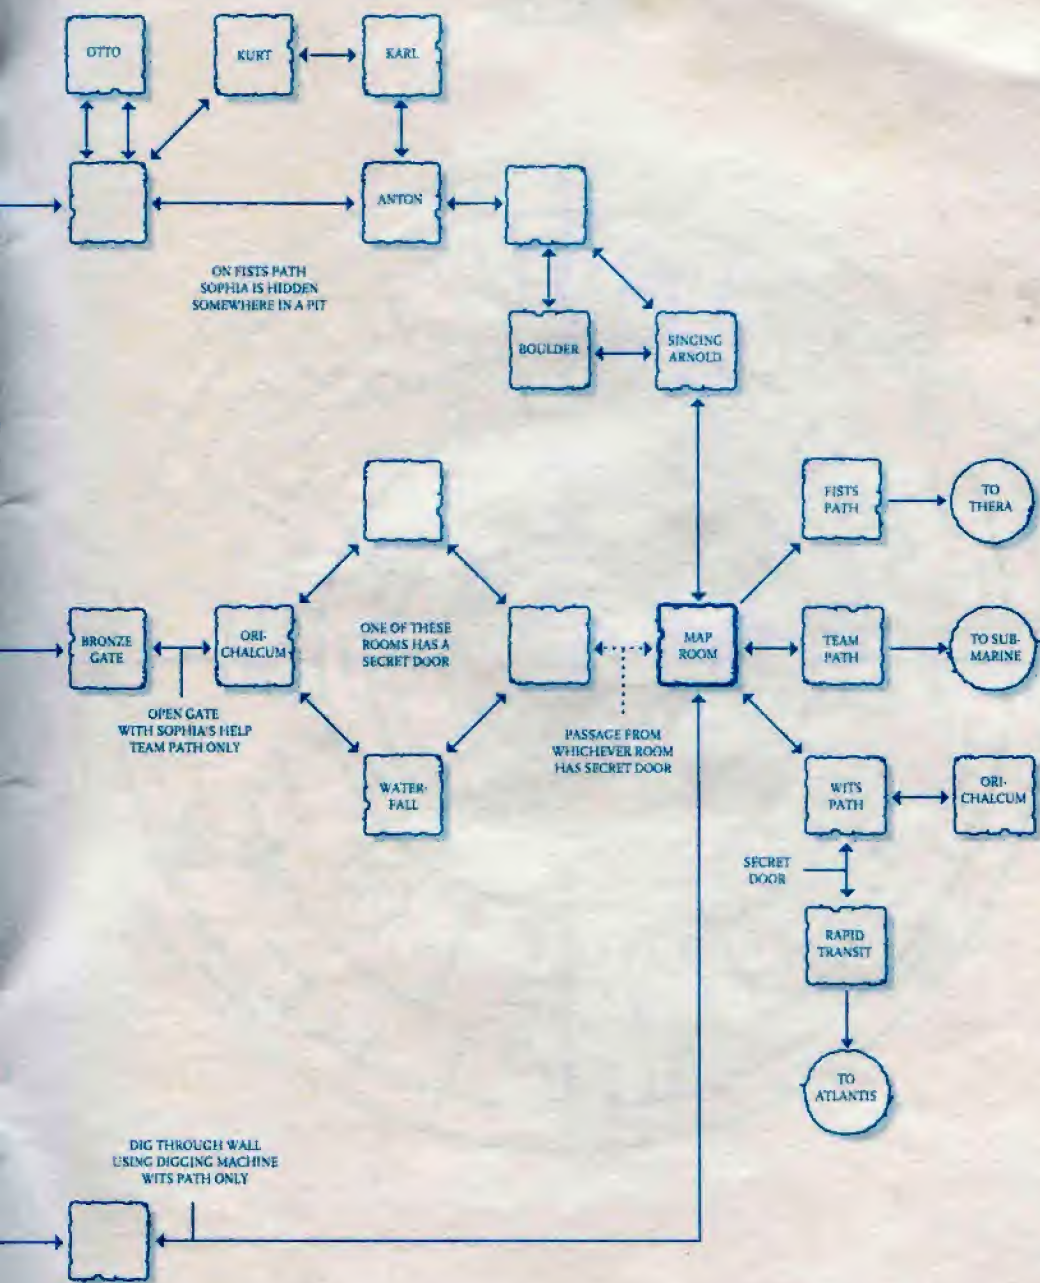 OTTO
KURT
KARL
ANTON
ON FISTS PATH
SOPHIA IS HIDDEN
SOMEWHERE IN A PIT
BOULDER
SINGING
ARNOLD
FISTS
PATH
TO
THERA
BRONZE
GATE
ORI-
CHALCUM
ONE OF THESE
ROOMS HAS A
SECRET DOOR
MAP
ROOM
TEAM
PATH
TO SUB-
MARINE
OPEN GATE
WITH SOPHIA'S HELP
TEAM PATH ONLY
PASSAGE FROM
WHICHEVER ROOM
HAS SECRET DOOR
WATER-
FALL
WITS
PATH
ORI-
CHALCUM
SECRET
DOOR
RAPID
TRANSIT
TO
ATLANTIS
DIG THROUGH WALL
USING DIGGING MACHINE
WITS PATH ONLY